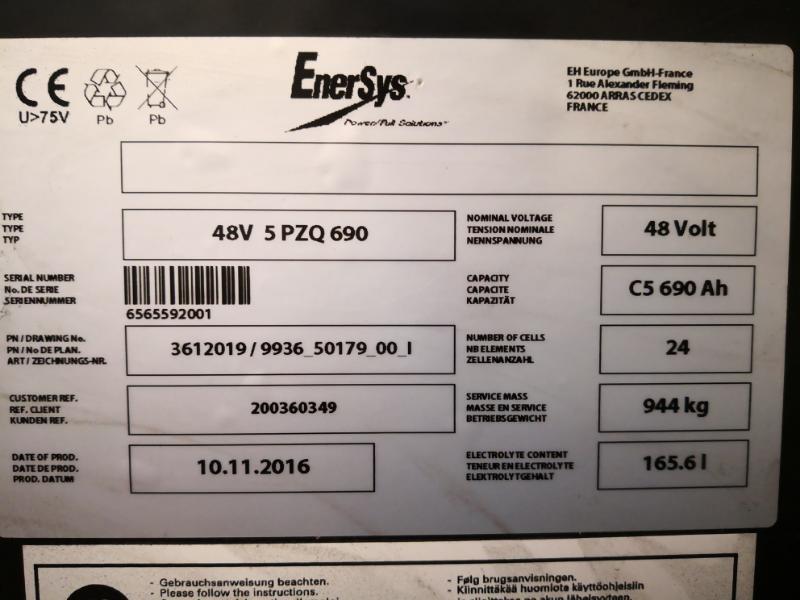 CE
U>75V
Pb
Pb
EnerSys
Power/Full Solutions
EH Europe GmbH-France
1 Rue Alexander Fleming
62000 ARRAS CEDEX
FRANCE
TYPE
TYPE
TYP
48V 5 PZQ 690
NOMINAL VOLTAGE
TENSION NOMINALE
NENNSPANNUNG
48 Volt
SERIAL NUMBER
No. DE SERIE
SERIENNUMMER
6565592001
CAPACITY
CAPACITE
KAPAZITÄT
C5 690 Ah
PN / DRAWING No.
PN / No DE PLAN.
ART / ZEICHNUNGS-NR.
3612019 / 9936_50179_00_I
NUMBER OF CELLS
NB ELEMENTS
ZELLENANZAHL
24
CUSTOMER REF.
REF. CLIENT
KUNDEN REF.
200360349
SERVICE MASS
MASSE EN SERVICE
BETRIEBSGEWICHT
944 kg
DATE OF PROD.
DATE DE PROD.
PROD. DATUM
10.11.2016
ELECTROLYTE CONTENT
TENEUR EN ELECTROLYTE
ELEKTROLYTGEHALT
165.6 l
- Gebrauchsanweisung beachten.
- Please follow the instructions.
- Følg brugsanvisningen.
- Kiinnittäkää huomiota käyttöohjeisiin